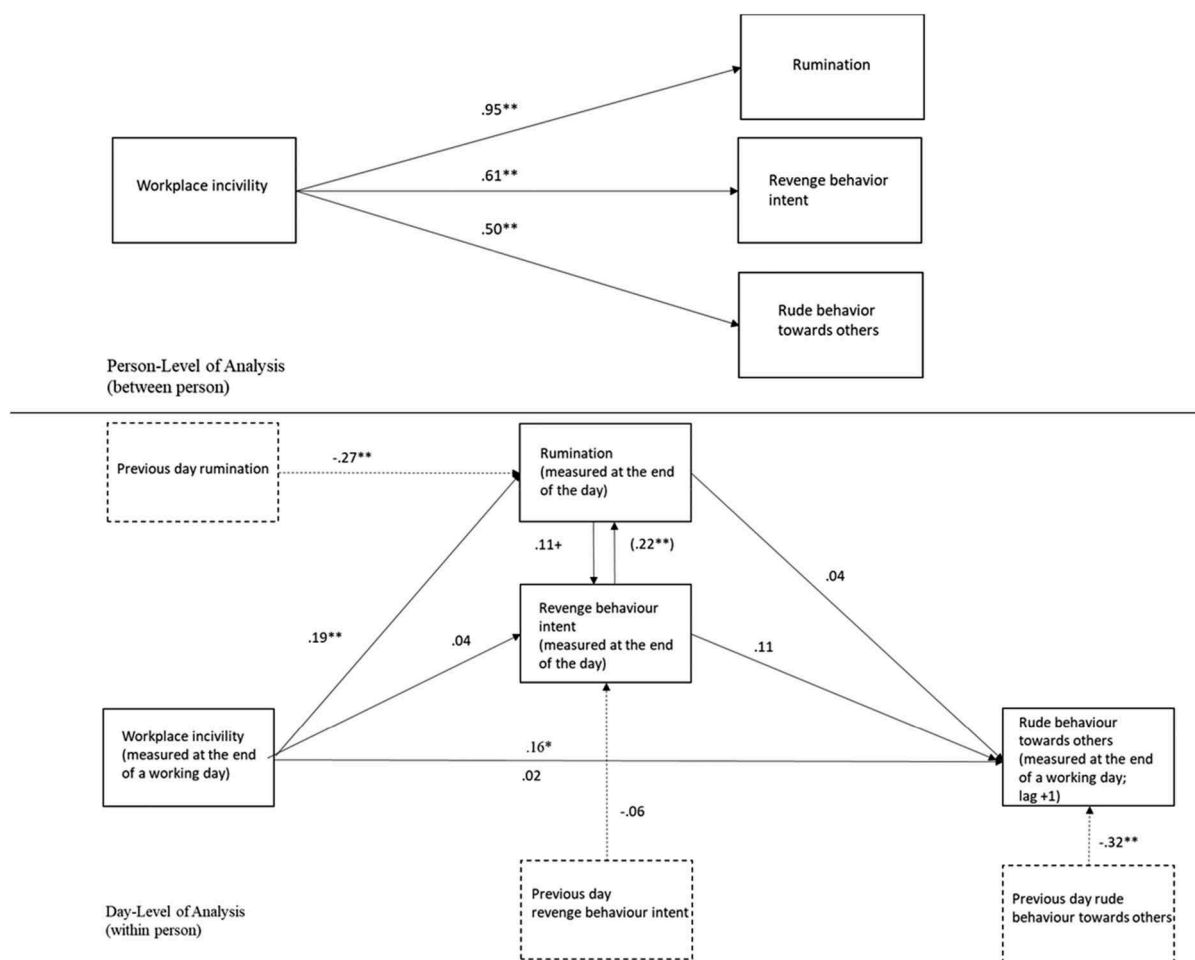 Rumination
.95**
Workplace incivility
.61**
Revenge behavior
intent
.50**
Rude behavior
towards others
Person-Level of Analysis
(between person)
Previous day rumination
-.27**
Rumination
(measured at the end
of the day)
.11+
(.22**)
.04
.19**
.04
Revenge behaviour
intent
(measured at the end
of the day)
.11
Workplace incivility
(measured at the end
of a working day)
.16*
.02
Rude behaviour
towards others
(measured at the end
of a working day;
lag +1)
-.06
-.32**
Day-Level of Analysis
(within person)
Previous day
revenge behaviour intent
Previous day rude
behaviour towards others